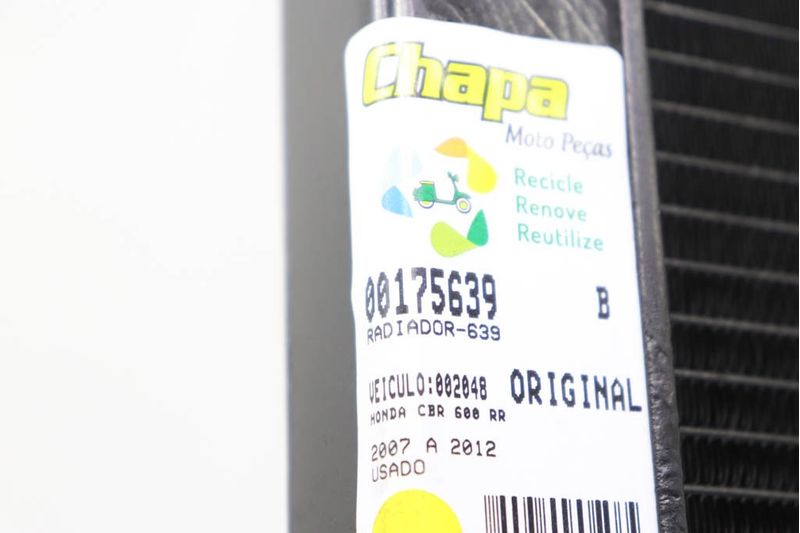 Chapa
Moto Peças
Recicle
Renove
Reutilize
00175639 B
RADIADOR-639
VEICULO:002048 ORIGINAL
HONDA CBR 600 RR
2007 A 2012
USADO